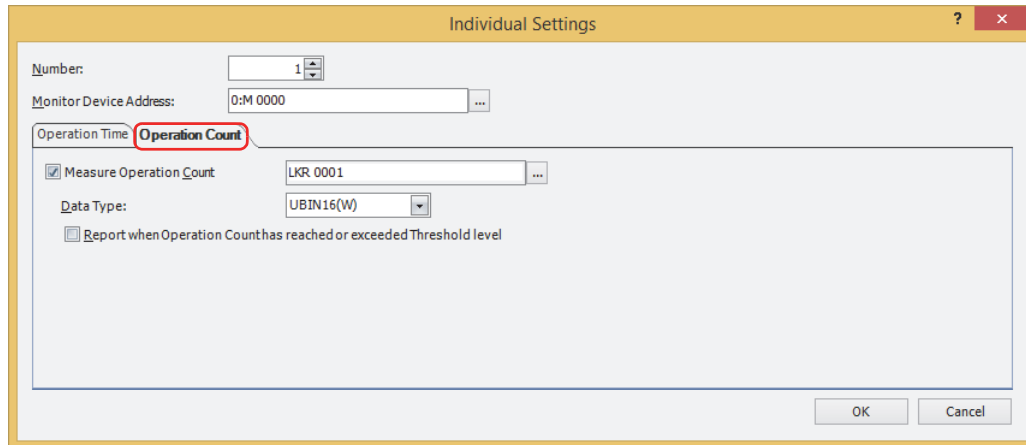 Individual Settings
?
×
Number:
1
Monitor Device Address:
0:M 0000
...
Operation Time
Operation Count
Measure Operation Count
LKR 0001
...
Data Type:
UBIN16(W)
Report when Operation Count has reached or exceeded Threshold level
OK
Cancel